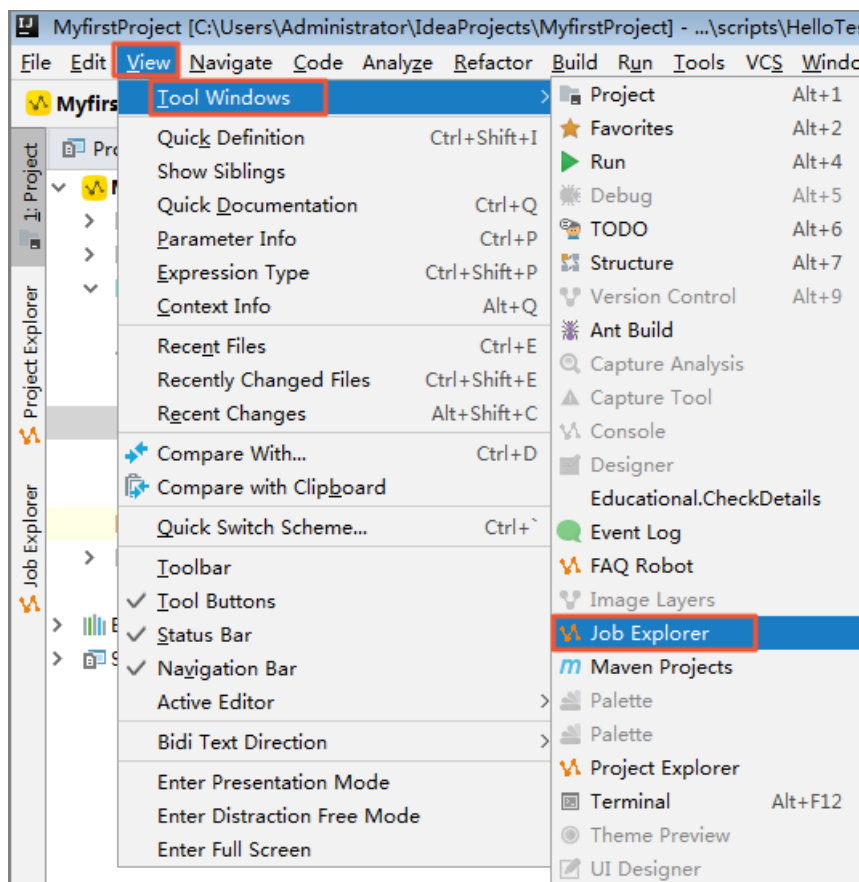 MyfirstProject [C:\Users\Administrator\IdeaProjects\MyfirstProject] - ...\scripts\HelloTes
File Edit View Navigate Code Analyze Refactor Build Run Tools VCS Windo
Myfirs
Tool Windows
Quick Definition Ctrl+Shift+I
Show Siblings
Quick Documentation Ctrl+Q
Parameter Info Ctrl+P
Expression Type Ctrl+Shift+P
Context Info Alt+Q
Recent Files Ctrl+E
Recently Changed Files Ctrl+Shift+E
Recent Changes Alt+Shift+C
Compare With... Ctrl+D
Compare with Clipboard
Quick Switch Scheme... Ctrl+`
Toolbar
Tool Buttons
Status Bar
Navigation Bar
Active Editor
Bidi Text Direction
Enter Presentation Mode
Enter Distraction Free Mode
Enter Full Screen
Project Alt+1
Favorites Alt+2
Run Alt+4
Debug Alt+5
TODO Alt+6
Structure Alt+7
Version Control Alt+9
Ant Build
Capture Analysis
Capture Tool
Console
Designer
Educational.CheckDetails
Event Log
FAQ Robot
Image Layers
Job Explorer
Maven Projects
Palette
Palette
Project Explorer
Terminal Alt+F12
Theme Preview
UI Designer
1: Project
Project Explorer
Job Explorer
Pro